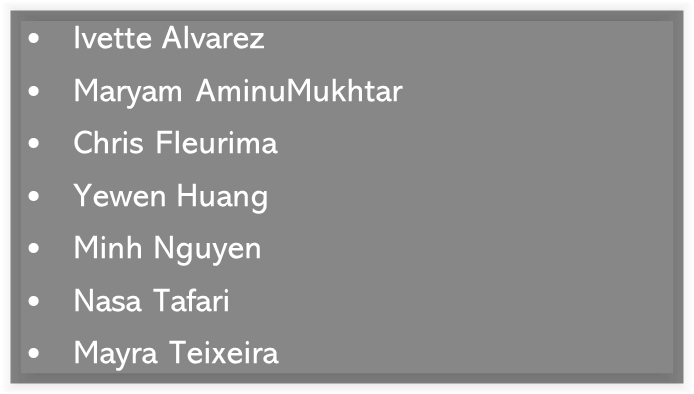 • Ivette Alvarez
• Maryam AminuMukhtar
• Chris Fleurima
• Yewen Huang
• Minh Nguyen
• Nasa Tafari
• Mayra Teixeira